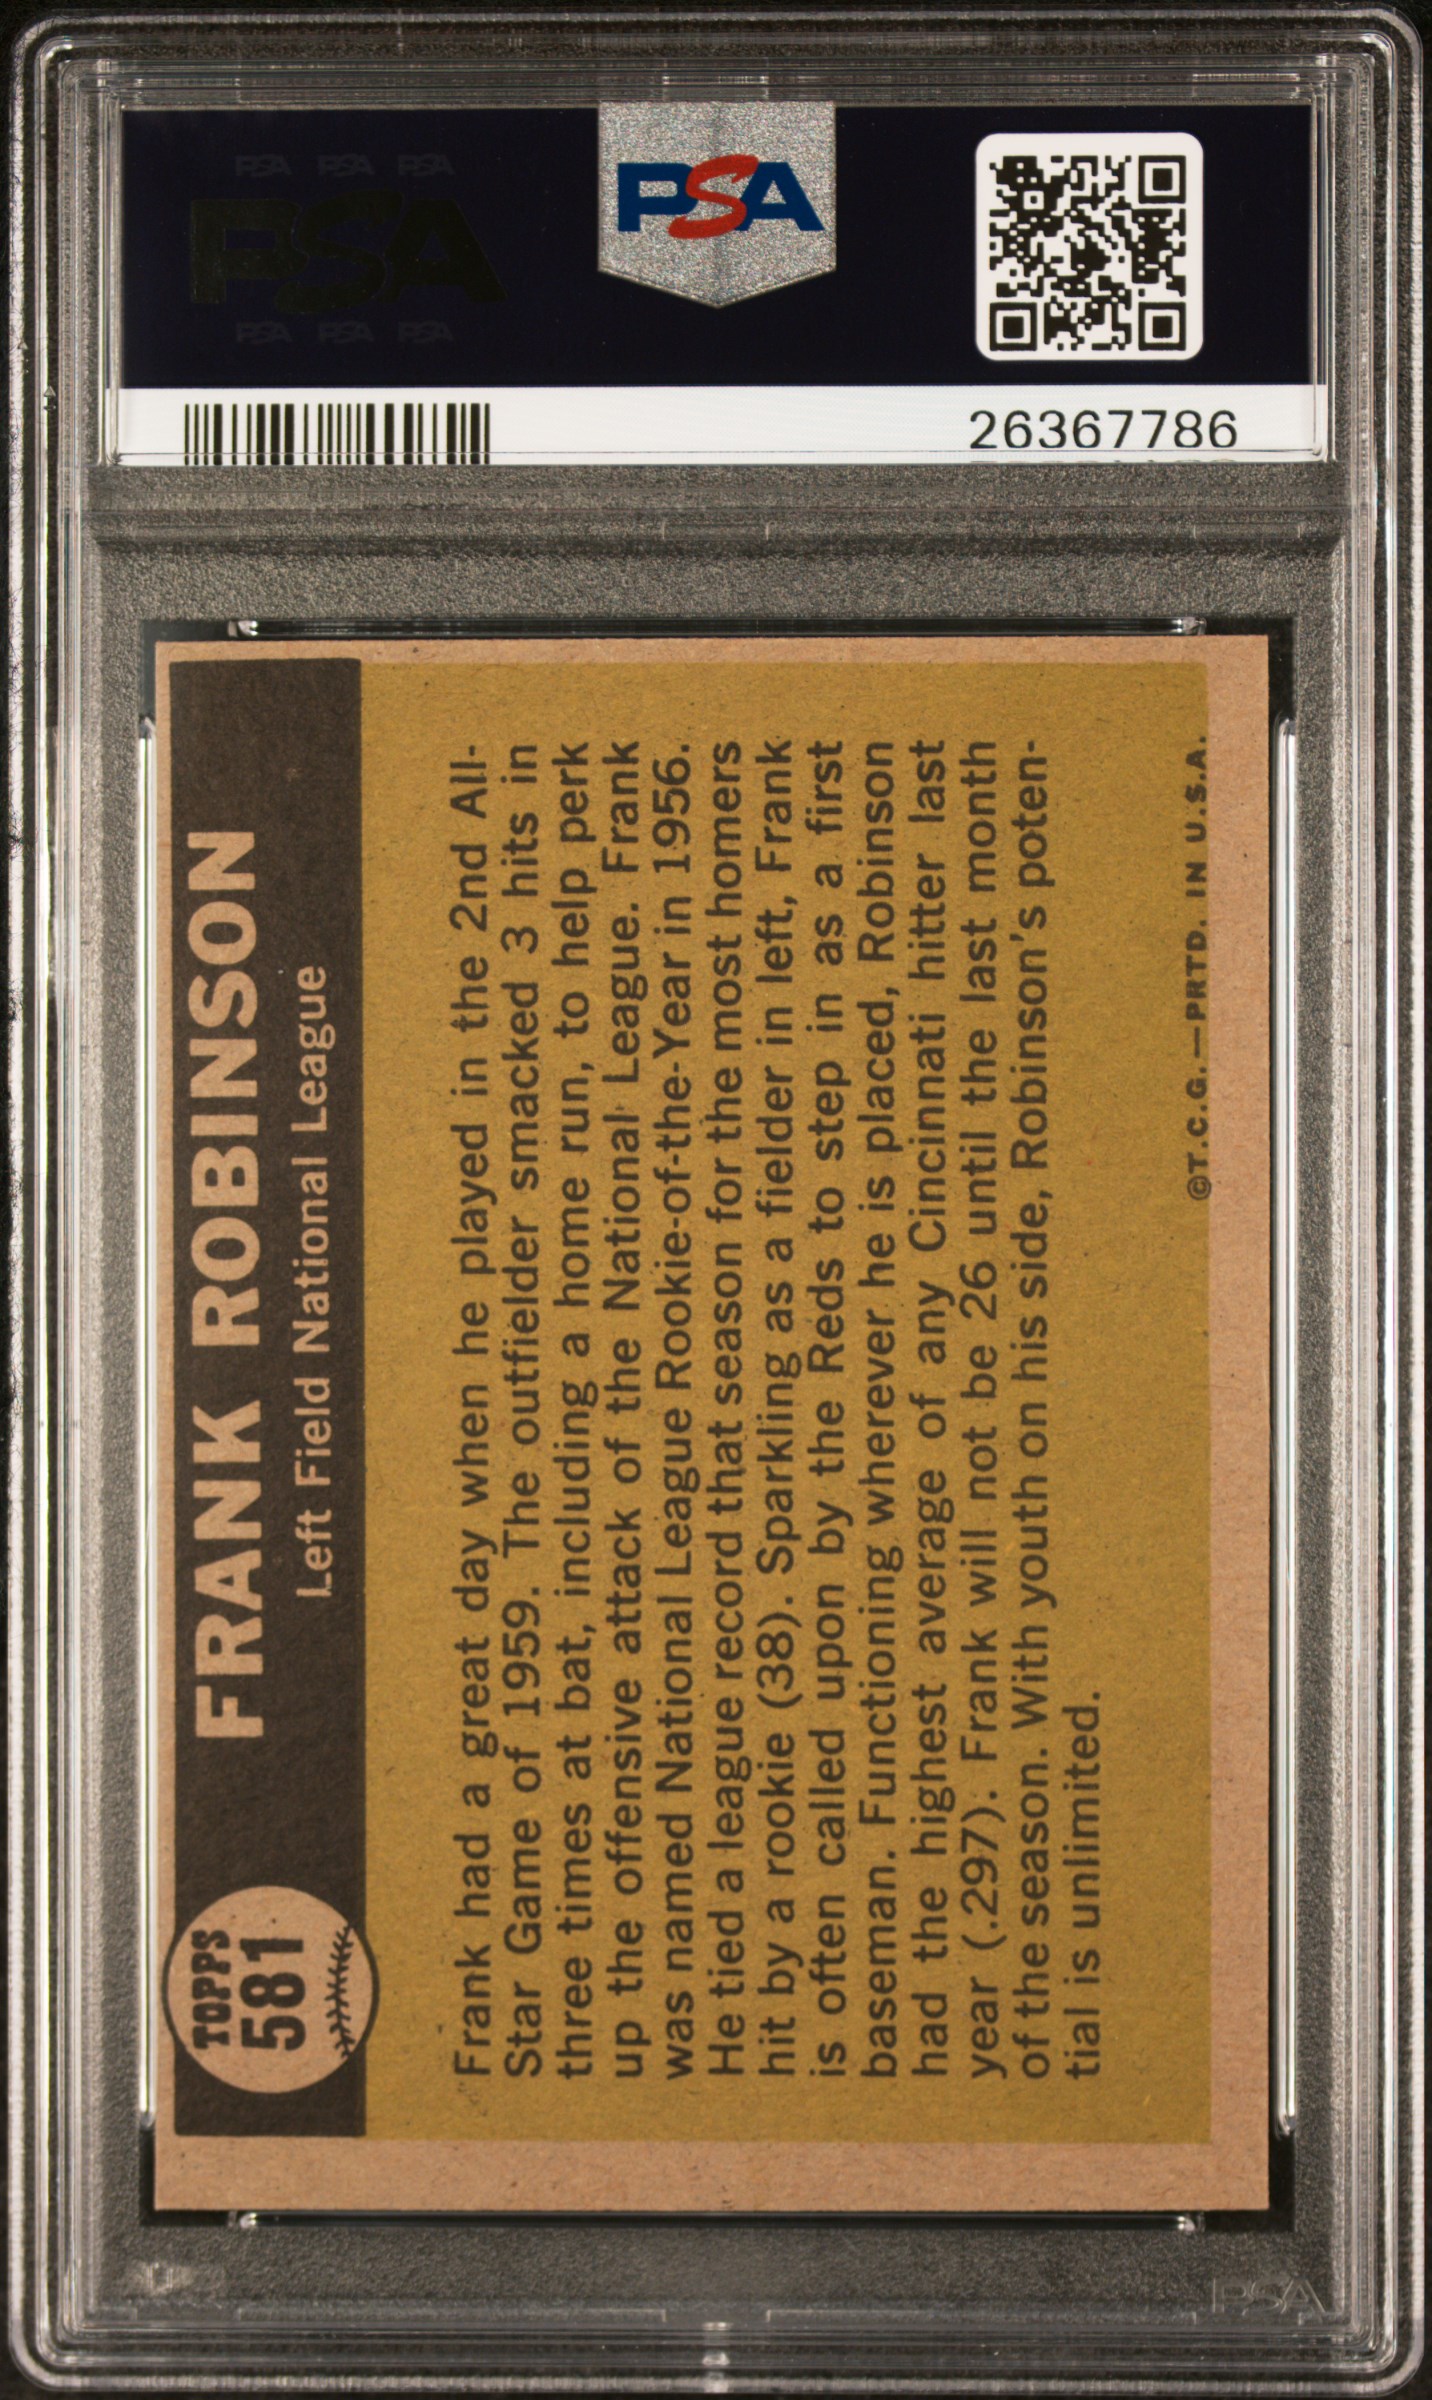 PSA PSA PSA
PSA
PSA PSA PSA
PSA
26367786
TOPPS
581
FRANK ROBINSON
Left Field National League
Frank had a great day when he played in the 2nd All-
Star Game of 1959. The outfielder smacked 3 hits in
three times at bat, including a home run, to help perk
up the offensive attack of the National League. Frank
was named National League Rookie-of-the-Year in 1956.
He tied a league record that season for the most homers
hit by a rookie (38). Sparkling as a fielder in left, Frank
is often called upon by the Reds to step in as a first
baseman. Functioning wherever he is placed, Robinson
had the highest average of any Cincinnati hitter last
year (.297). Frank will not be 26 until the last month
of the season. With youth on his side, Robinson's poten-
tial is unlimited.
©T.C.G.—PRTD. IN U.S.A.
PSA